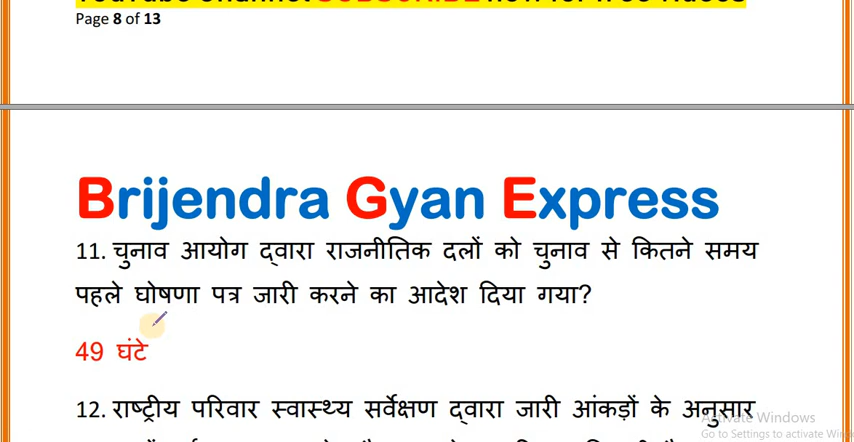 Page 8 of 13
Brijendra Gyan Express
11. चुनाव आयोग द्वारा राजनीतिक दलों को चुनाव से कितने समय
पहले घोषणा पत्र जारी करने का आदेश दिया गया?
49 घंटे
12. राष्ट्रीय परिवार स्वास्थ्य सर्वेक्षण द्वारा जारी आंकड़ों के अनुसार
Activate Windows
Go to Settings to activate Win